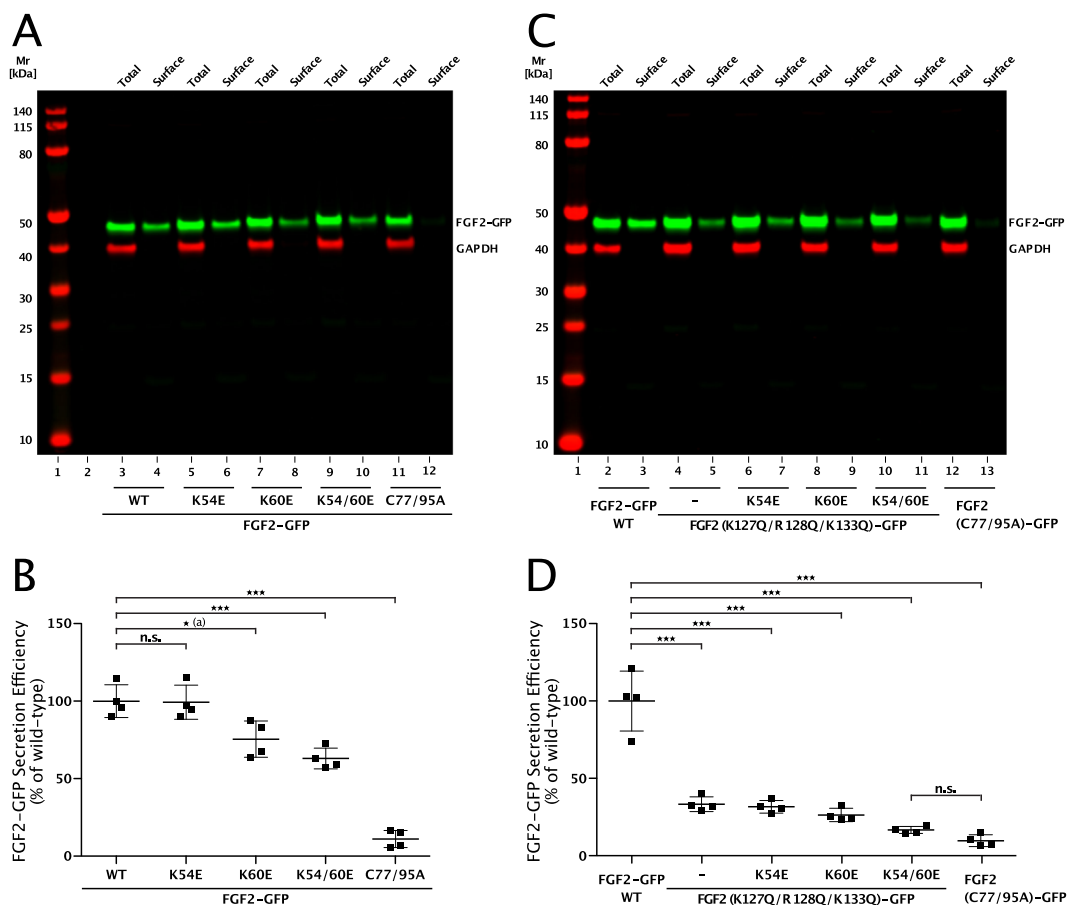 A
Mr
[kDa]
Total Surface Total Surface Total Surface Total Surface Total Surface
140
115
80
50
40
30
25
15
10
FGF2-GFP
GAPDH
1 2 3 4 5 6 7 8 9 10 11 12
WT K54E K60E K54/60E C77/95A
FGF2-GFP
C
Mr
[kDa]
Total Surface Total Surface Total Surface Total Surface Total Surface Total Surface
140
115
80
50
40
30
25
15
10
FGF2-GFP
GAPDH
1 2 3 4 5 6 7 8 9 10 11 12 13
FGF2-GFP
WT
- K54E K60E K54/60E
FGF2 (K127Q/R128Q/K133Q)-GFP
FGF2
(C77/95A)-GFP
B
FGF2-GFP Secretion Efficiency
(% of wild-type)
150
100
50
0
★★★
★★★
★ (a)
n.s.
WT K54E K60E K54/60E C77/95A
FGF2-GFP
D
FGF2-GFP Secretion Efficiency
(% of wild-type)
150
100
50
0
★★★
★★★
★★★
★★★
★★★
n.s.
FGF2-GFP
WT
- K54E K60E K54/60E
FGF2 (K127Q/R128Q/K133Q)-GFP
FGF2
(C77/95A)-GFP